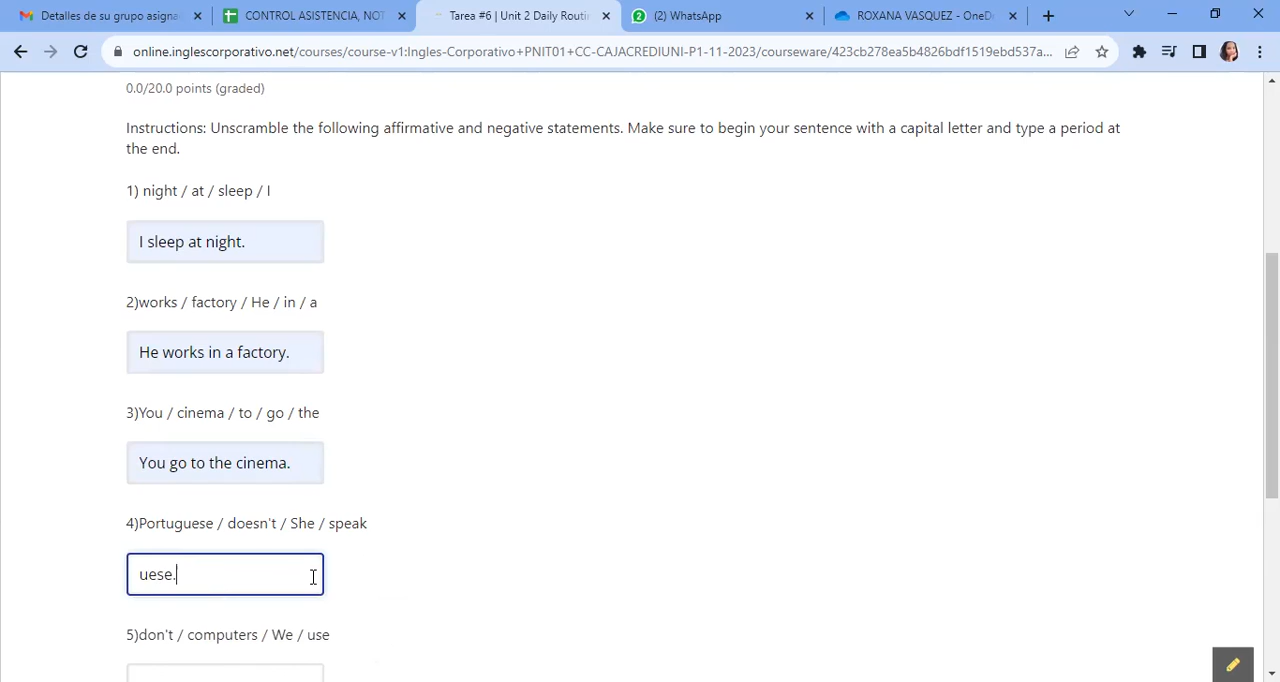 Detalles de su grupo asigna
CONTROL ASISTENCIA, NOT
Tarea #6 | Unit 2 Daily Routin
(2) WhatsApp
ROXANA VASQUEZ - OneDr
online.inglescorporativo.net/courses/course-v1:Ingles-Corporativo+PNIT01+CC-CAJACREDIUNI-P1-11-2023/courseware/423cb278ea5b4826bdf1519ebd537a...
0.0/20.0 points (graded)
Instructions: Unscramble the following affirmative and negative statements. Make sure to begin your sentence with a capital letter and type a period at
the end.
1) night / at / sleep / I
I sleep at night.
2)works / factory / He / in / a
He works in a factory.
3)You / cinema / to / go / the
You go to the cinema.
4)Portuguese / doesn't / She / speak
uese.
5)don't / computers / We / use